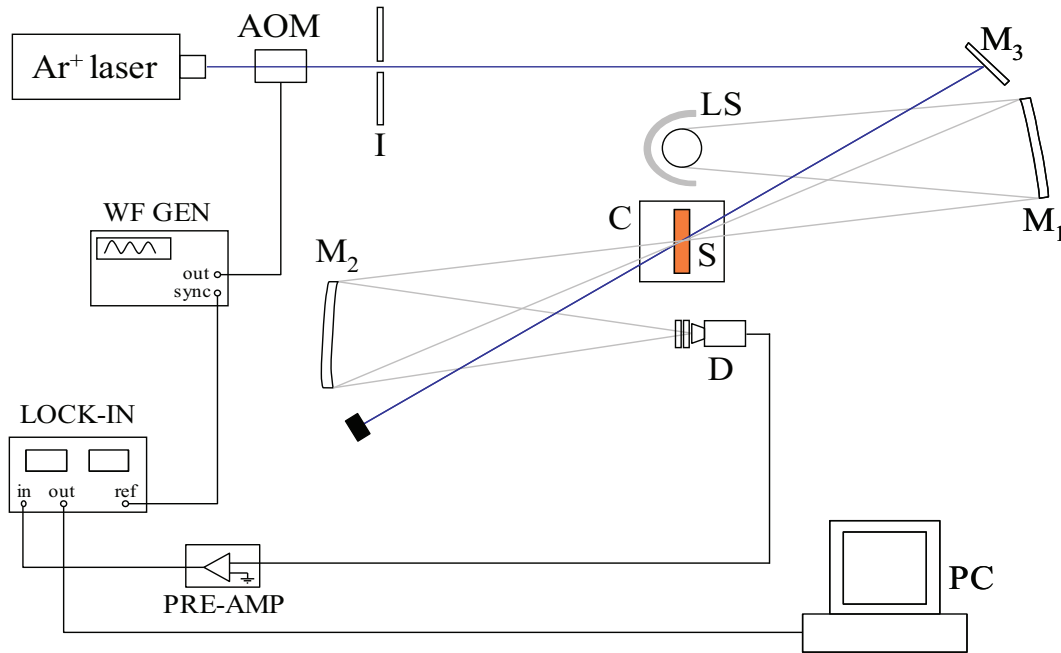 AOM
Ar⁺ laser
M₃
I
LS
M₁
WF GEN
out
sync
C
S
M₂
D
LOCK-IN
in out ref
PRE-AMP
PC